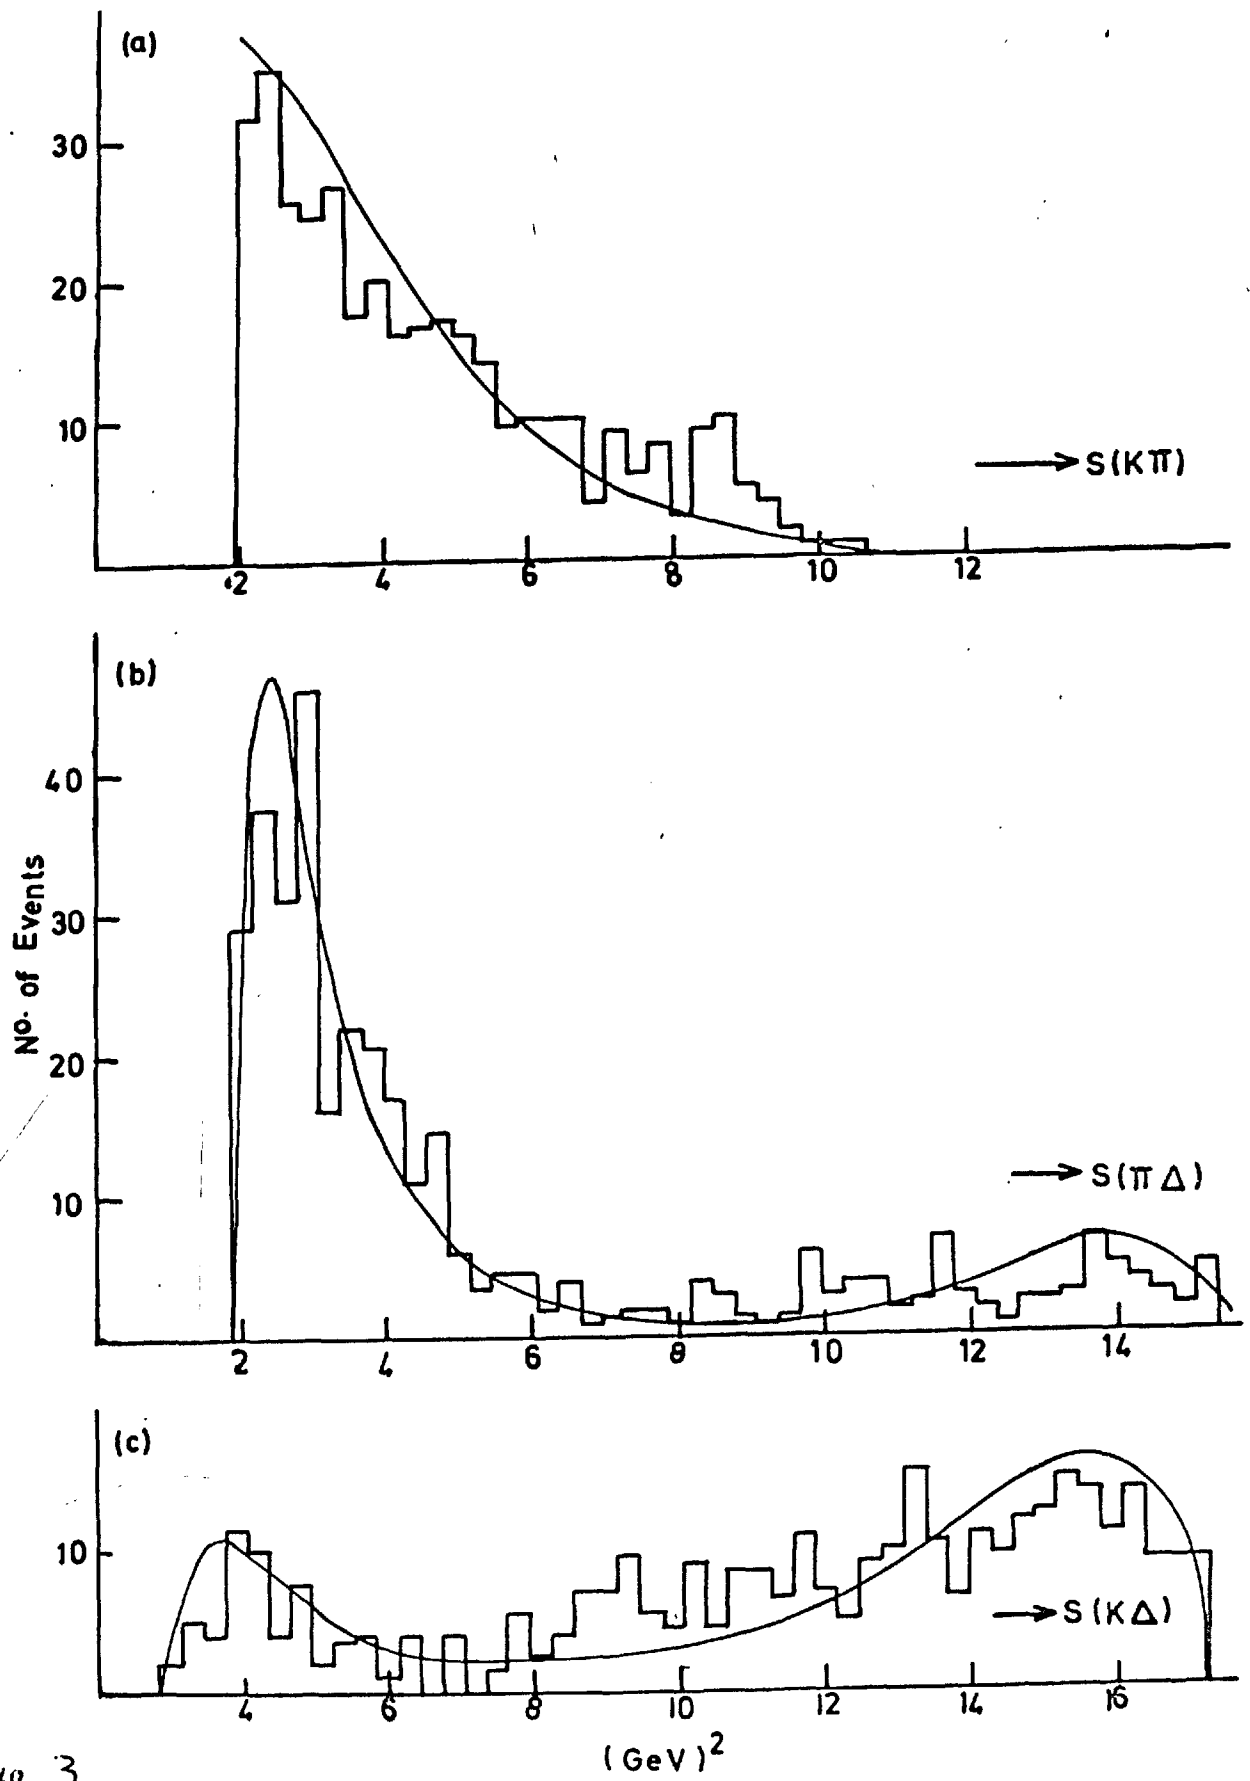 (a)
30
20
10
→ S(Kπ)
2 4 6 8 10 12
(b)
40
30
20
10
No. of Events
→ S(πΔ)
2 4 6 8 10 12 14
(c)
10
→ S(KΔ)
4 6 8 10 12 14 16
(GeV)²
3